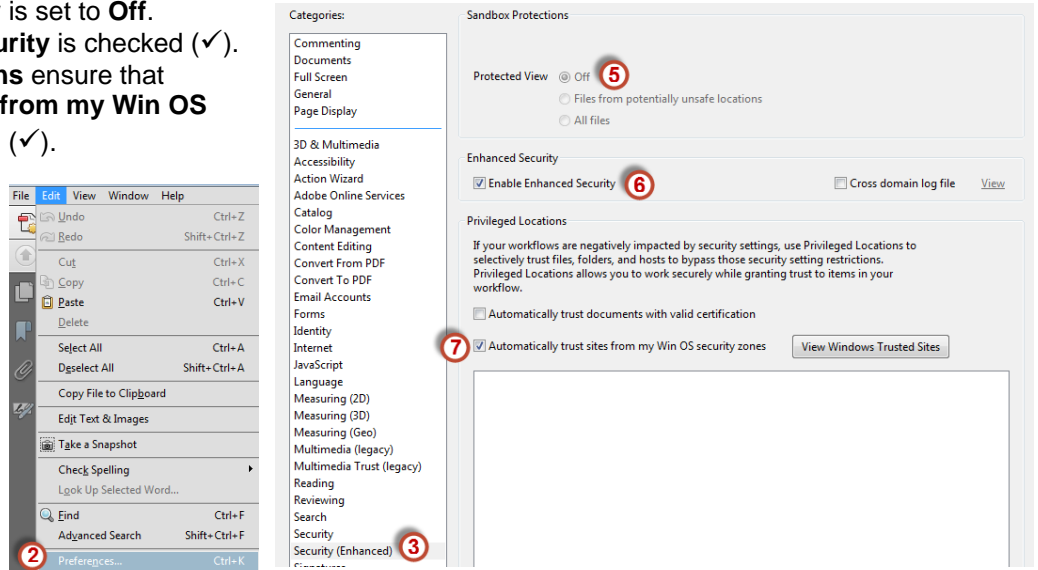 is set to Off.
urity is checked (✓).
ns ensure that
from my Win OS
(✓).
File Edit View Window Help
Undo Ctrl+Z
Redo Shift+Ctrl+Z
Cut Ctrl+X
Copy Ctrl+C
Paste Ctrl+V
Delete
Select All Ctrl+A
Deselect All Shift+Ctrl+A
Copy File to Clipboard
Edit Text & Images
Take a Snapshot
Check Spelling
Look Up Selected Word...
Find Ctrl+F
Advanced Search Shift+Ctrl+F
2 Preferences... Ctrl+K
Categories:
Commenting
Documents
Full Screen
General
Page Display
3D & Multimedia
Accessibility
Action Wizard
Adobe Online Services
Catalog
Color Management
Content Editing
Convert From PDF
Convert To PDF
Email Accounts
Forms
Identity
Internet
JavaScript
Language
Measuring (2D)
Measuring (3D)
Measuring (Geo)
Multimedia (legacy)
Multimedia Trust (legacy)
Reading
Reviewing
Search
Security
Security (Enhanced) 3
Signatures
Sandbox Protections
Protected View Off 5
Files from potentially unsafe locations
All files
Enhanced Security
Enable Enhanced Security 6 Cross domain log file View
Privileged Locations
If your workflows are negatively impacted by security settings, use Privileged Locations to
selectively trust files, folders, and hosts to bypass those security setting restrictions.
Privileged Locations allows you to work securely while granting trust to items in your
workflow.
Automatically trust documents with valid certification
7 Automatically trust sites from my Win OS security zones View Windows Trusted Sites